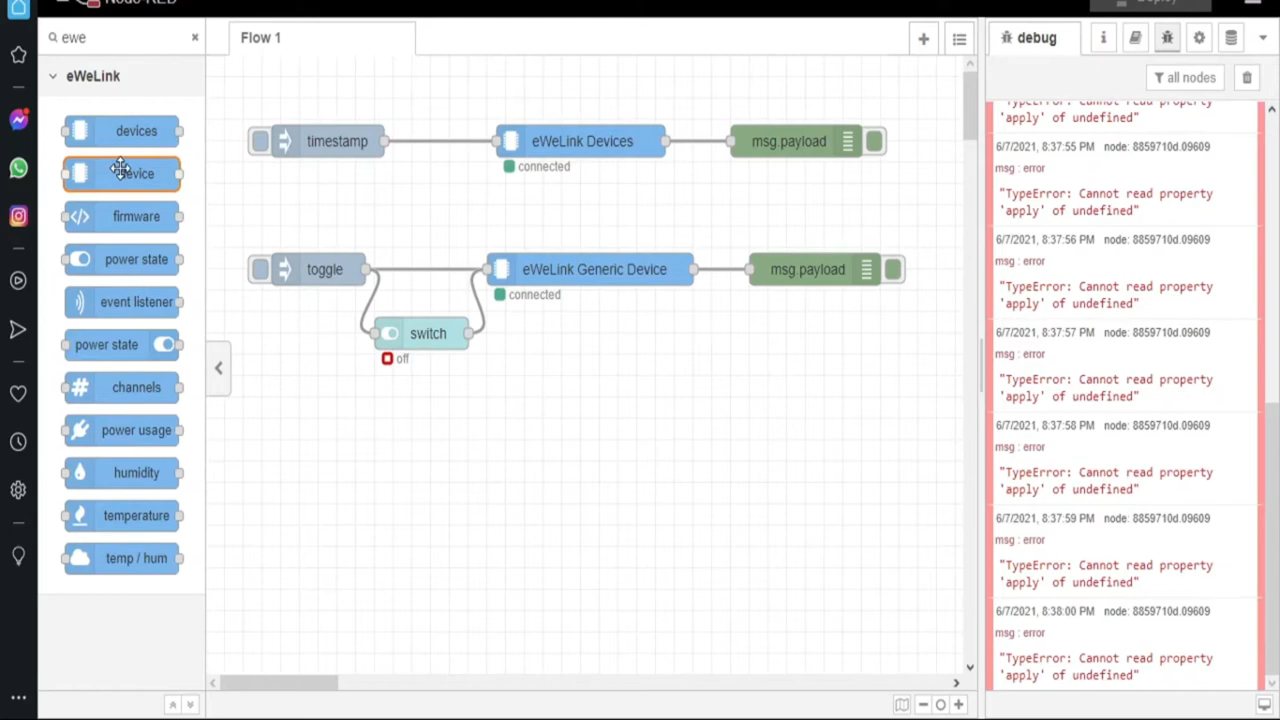 Node-RED
Deploy
ewe
×
eWeLink
devices
device
firmware
power state
event listener
power state
channels
power usage
humidity
temperature
temp / hum
Flow 1
timestamp
eWeLink Devices
connected
msg.payload
toggle
eWeLink Generic Device
connected
msg.payload
switch
off
debug
all nodes
"TypeError: Cannot read property
'apply' of undefined"
6/7/2021, 8:37:55 PM node: 8859710d.09609
msg : error
"TypeError: Cannot read property
'apply' of undefined"
6/7/2021, 8:37:56 PM node: 8859710d.09609
msg : error
"TypeError: Cannot read property
'apply' of undefined"
6/7/2021, 8:37:57 PM node: 8859710d.09609
msg : error
"TypeError: Cannot read property
'apply' of undefined"
6/7/2021, 8:37:58 PM node: 8859710d.09609
msg : error
"TypeError: Cannot read property
'apply' of undefined"
6/7/2021, 8:37:59 PM node: 8859710d.09609
msg : error
"TypeError: Cannot read property
'apply' of undefined"
6/7/2021, 8:38:00 PM node: 8859710d.09609
msg : error
"TypeError: Cannot read property
'apply' of undefined"